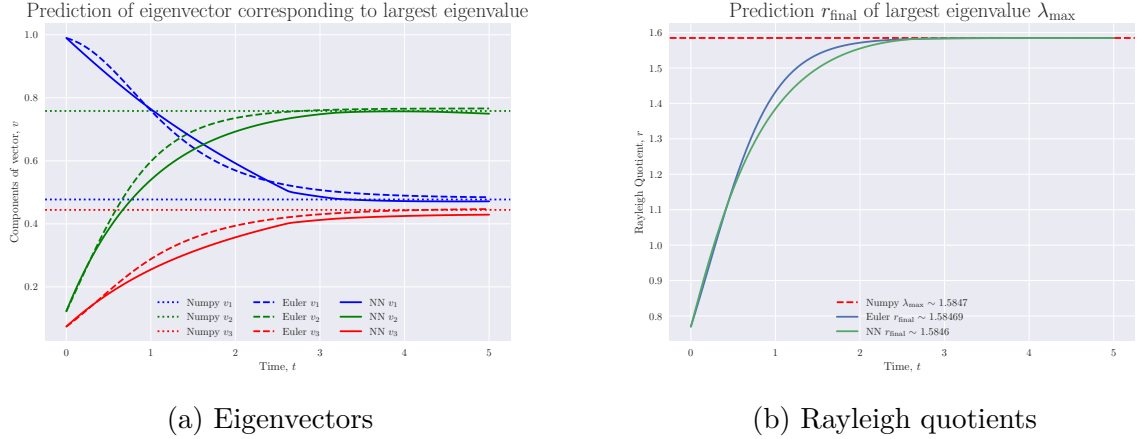 Prediction of eigenvector corresponding to largest eigenvalue
Components of vector, v
1.0
0.8
0.6
0.4
0.2
Numpy v₁
Numpy v₂
Numpy v₃
Euler v₁
Euler v₂
Euler v₃
NN v₁
NN v₂
NN v₃
0 1 2 3 4 5
Time, t
(a) Eigenvectors
Prediction r_final of largest eigenvalue λ_max
Rayleigh Quotient, r
1.6
1.5
1.4
1.3
1.2
1.1
1.0
0.9
0.8
Numpy λ_max ∼ 1.5847
Euler r_final ∼ 1.58469
NN r_final ∼ 1.5846
0 1 2 3 4 5
Time, t
(b) Rayleigh quotients